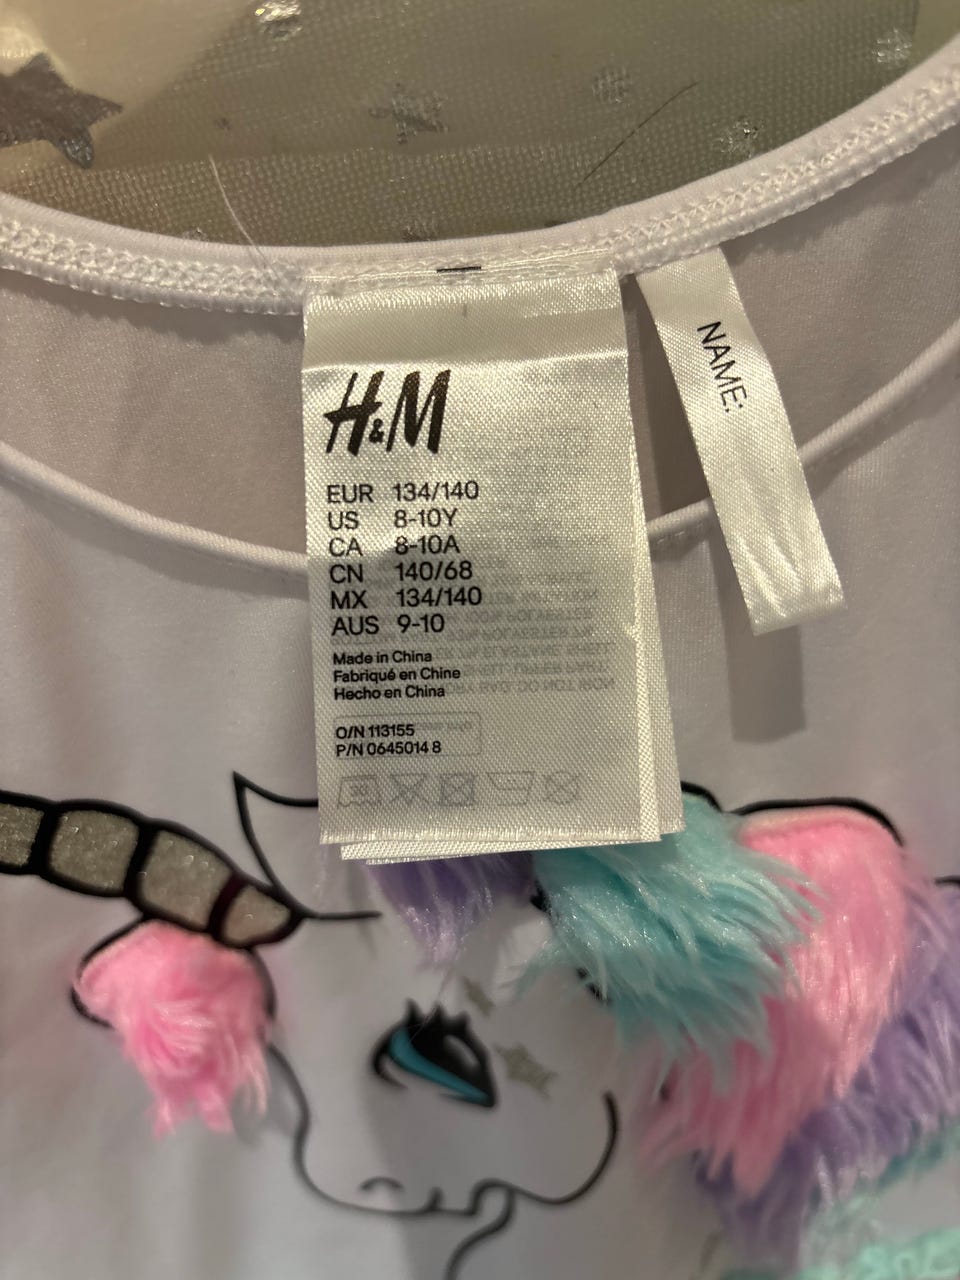 H&M
EUR 134/140
US 8-10Y
CA 8-10A
CN 140/68
MX 134/140
AUS 9-10
Made in China
Fabriqué en Chine
Hecho en China
O/N 113155
P/N 0645014 8
30
NAME: